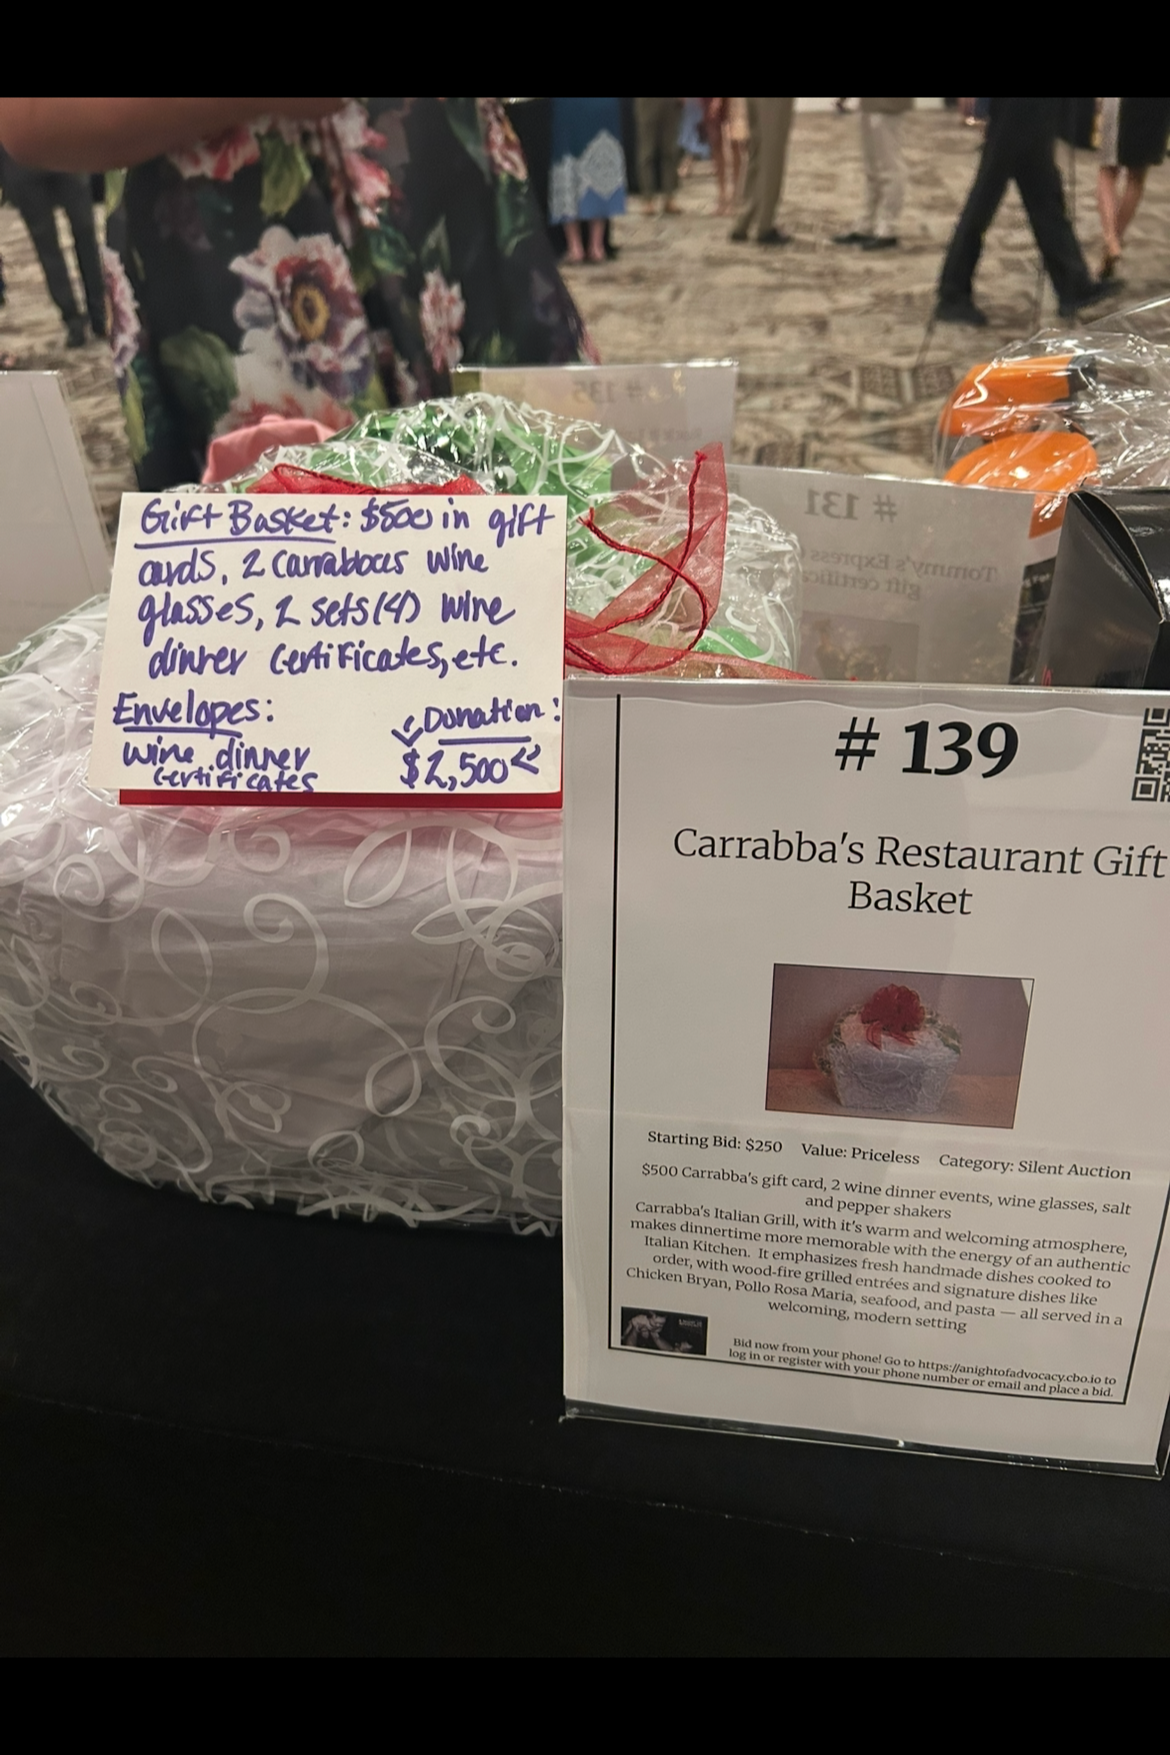 Gift Basket: $500 in gift
cards, 2 Carrabbas wine
glasses, 2 sets (4) wine
dinner certificates, etc.
Envelopes:
wine dinner
certificates
Donation:
$2,500
# 139
Carrabba's Restaurant Gift
Basket
Starting Bid: $250 Value: Priceless Category: Silent Auction
$500 Carrabba's gift card, 2 wine dinner events, wine glasses, salt
and pepper shakers
Carrabba's Italian Grill, with it's warm and welcoming atmosphere,
makes dinnertime more memorable with the energy of an authentic
Italian Kitchen. It emphasizes fresh handmade dishes cooked to
order, with wood-fire grilled entrées and signature dishes like
Chicken Bryan, Pollo Rosa Maria, seafood, and pasta — all served in a
welcoming, modern setting
Bid now from your phone! Go to https://anightofadvocacy.cbo.io to
log in or register with your phone number or email and place a bid.
# 135
# 131
Tommy's Express
gift certific